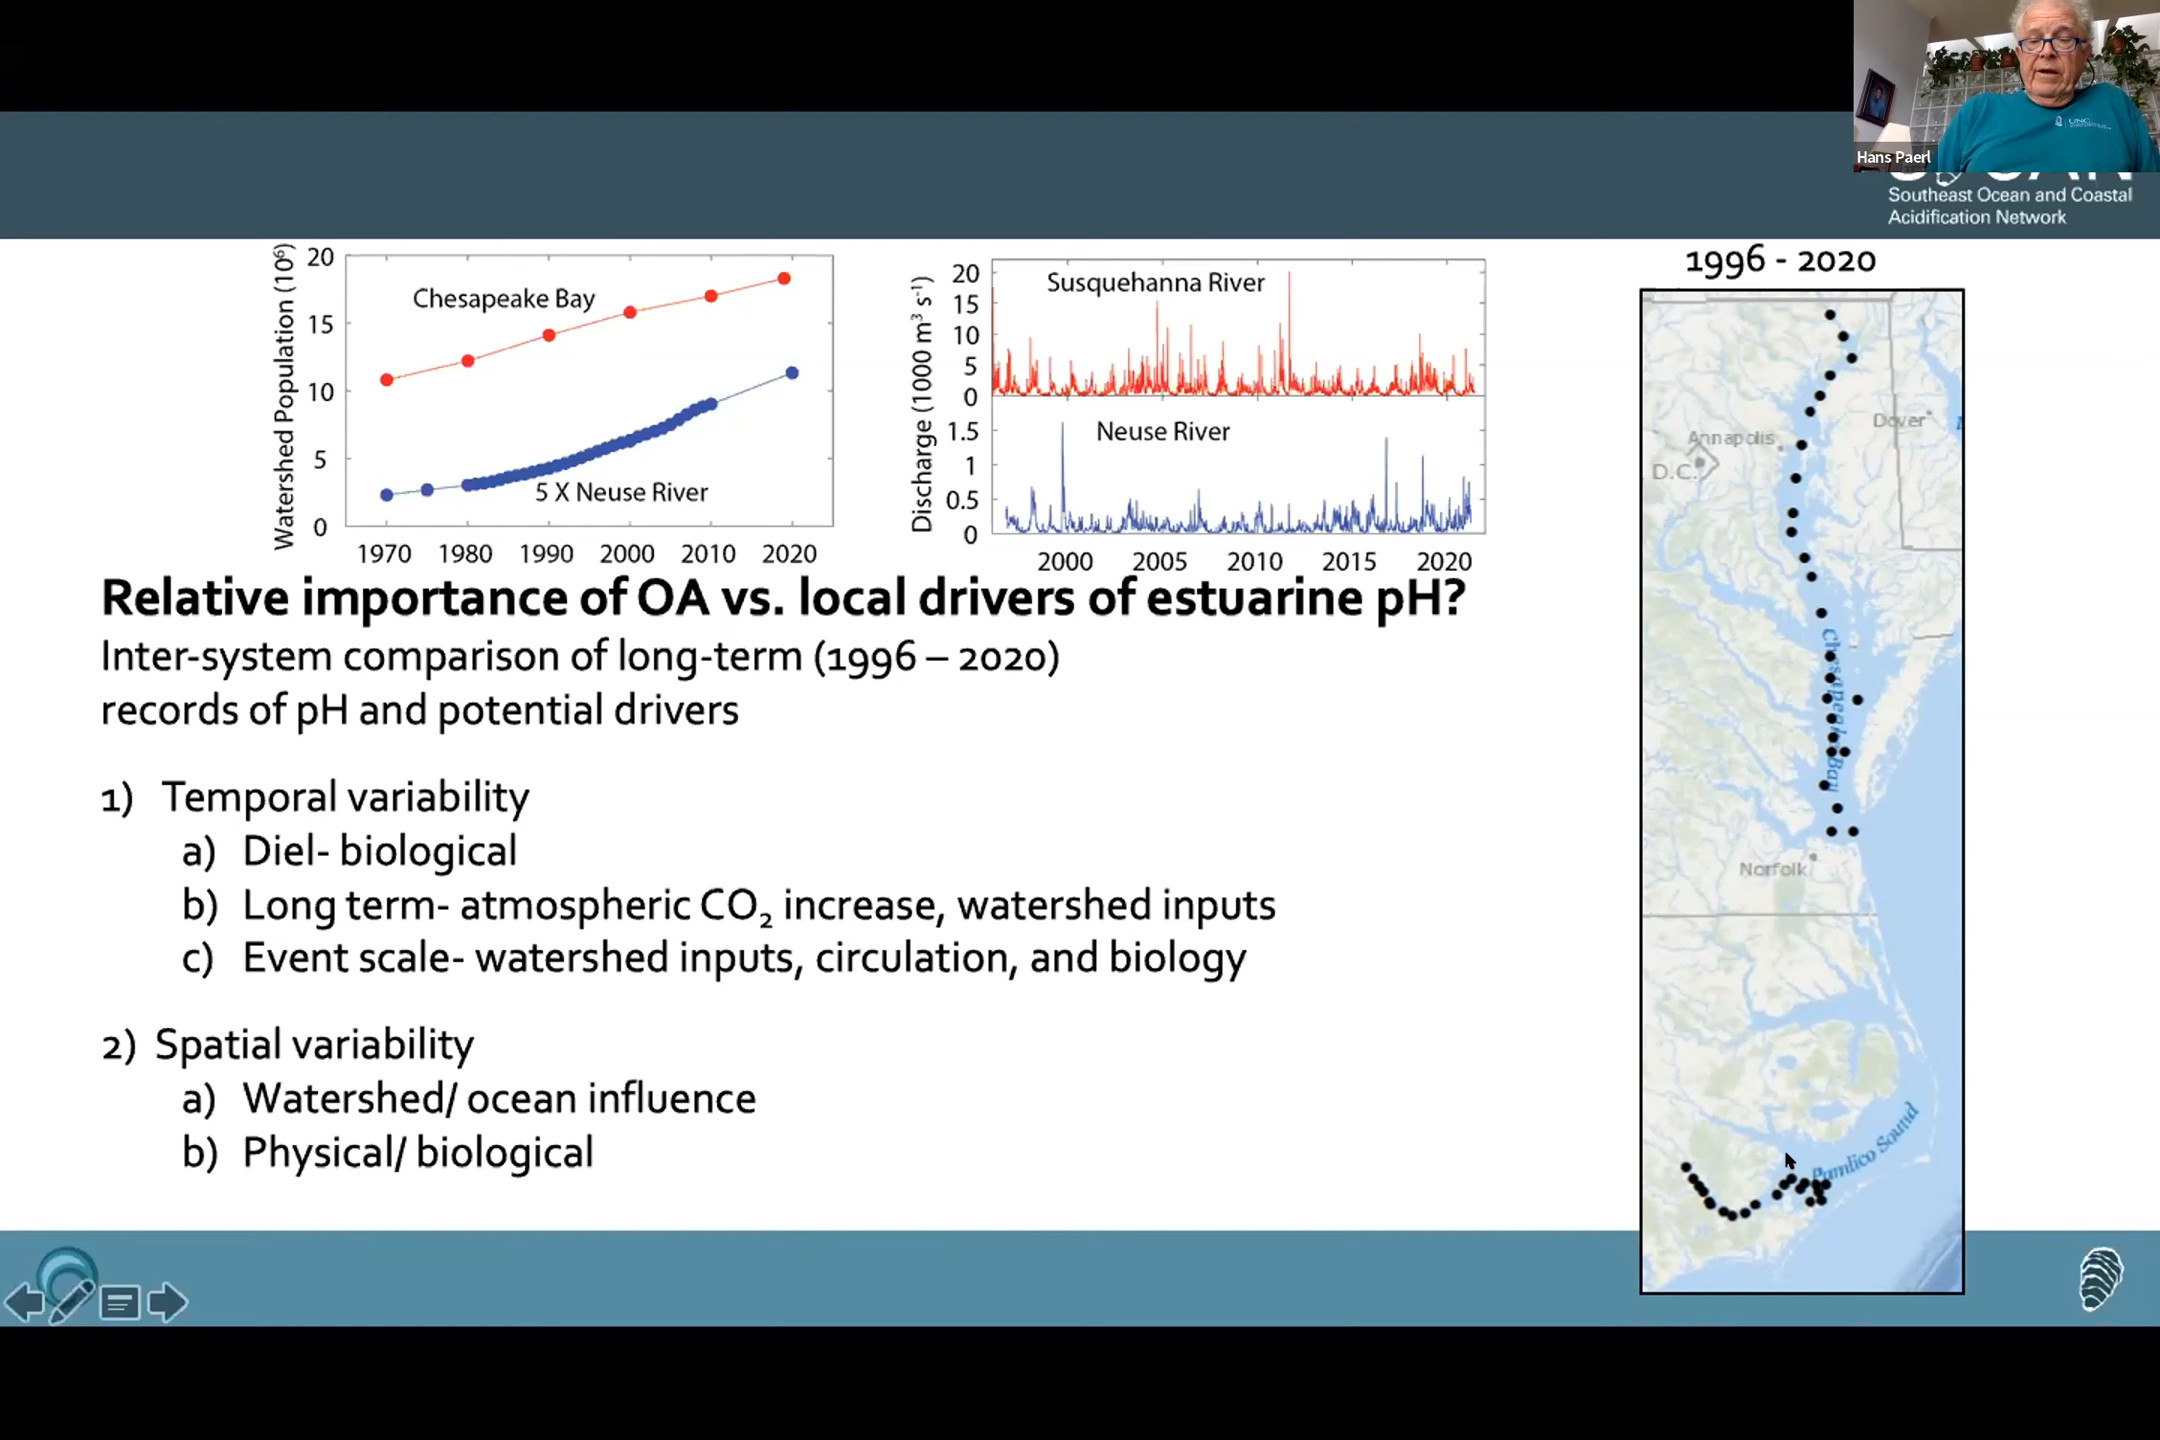 Hans Paerl
UNC
Southeast Ocean and Coastal
Acidification Network
Watershed Population (10⁶)
20
15
10
5
0
Chesapeake Bay
5 X Neuse River
1970 1980 1990 2000 2010 2020
Discharge (1000 m³ s⁻¹)
20
15
10
5
0
1.5
1
0.5
0
Susquehanna River
Neuse River
2000 2005 2010 2015 2020
1996 - 2020
Dover
Annapolis
D.C.
Chesapeake Bay
Norfolk
Pamlico Sound
Relative importance of OA vs. local drivers of estuarine pH?
Inter-system comparison of long-term (1996 – 2020)
records of pH and potential drivers
1) Temporal variability
a) Diel- biological
b) Long term- atmospheric CO₂ increase, watershed inputs
c) Event scale- watershed inputs, circulation, and biology
2) Spatial variability
a) Watershed/ ocean influence
b) Physical/ biological